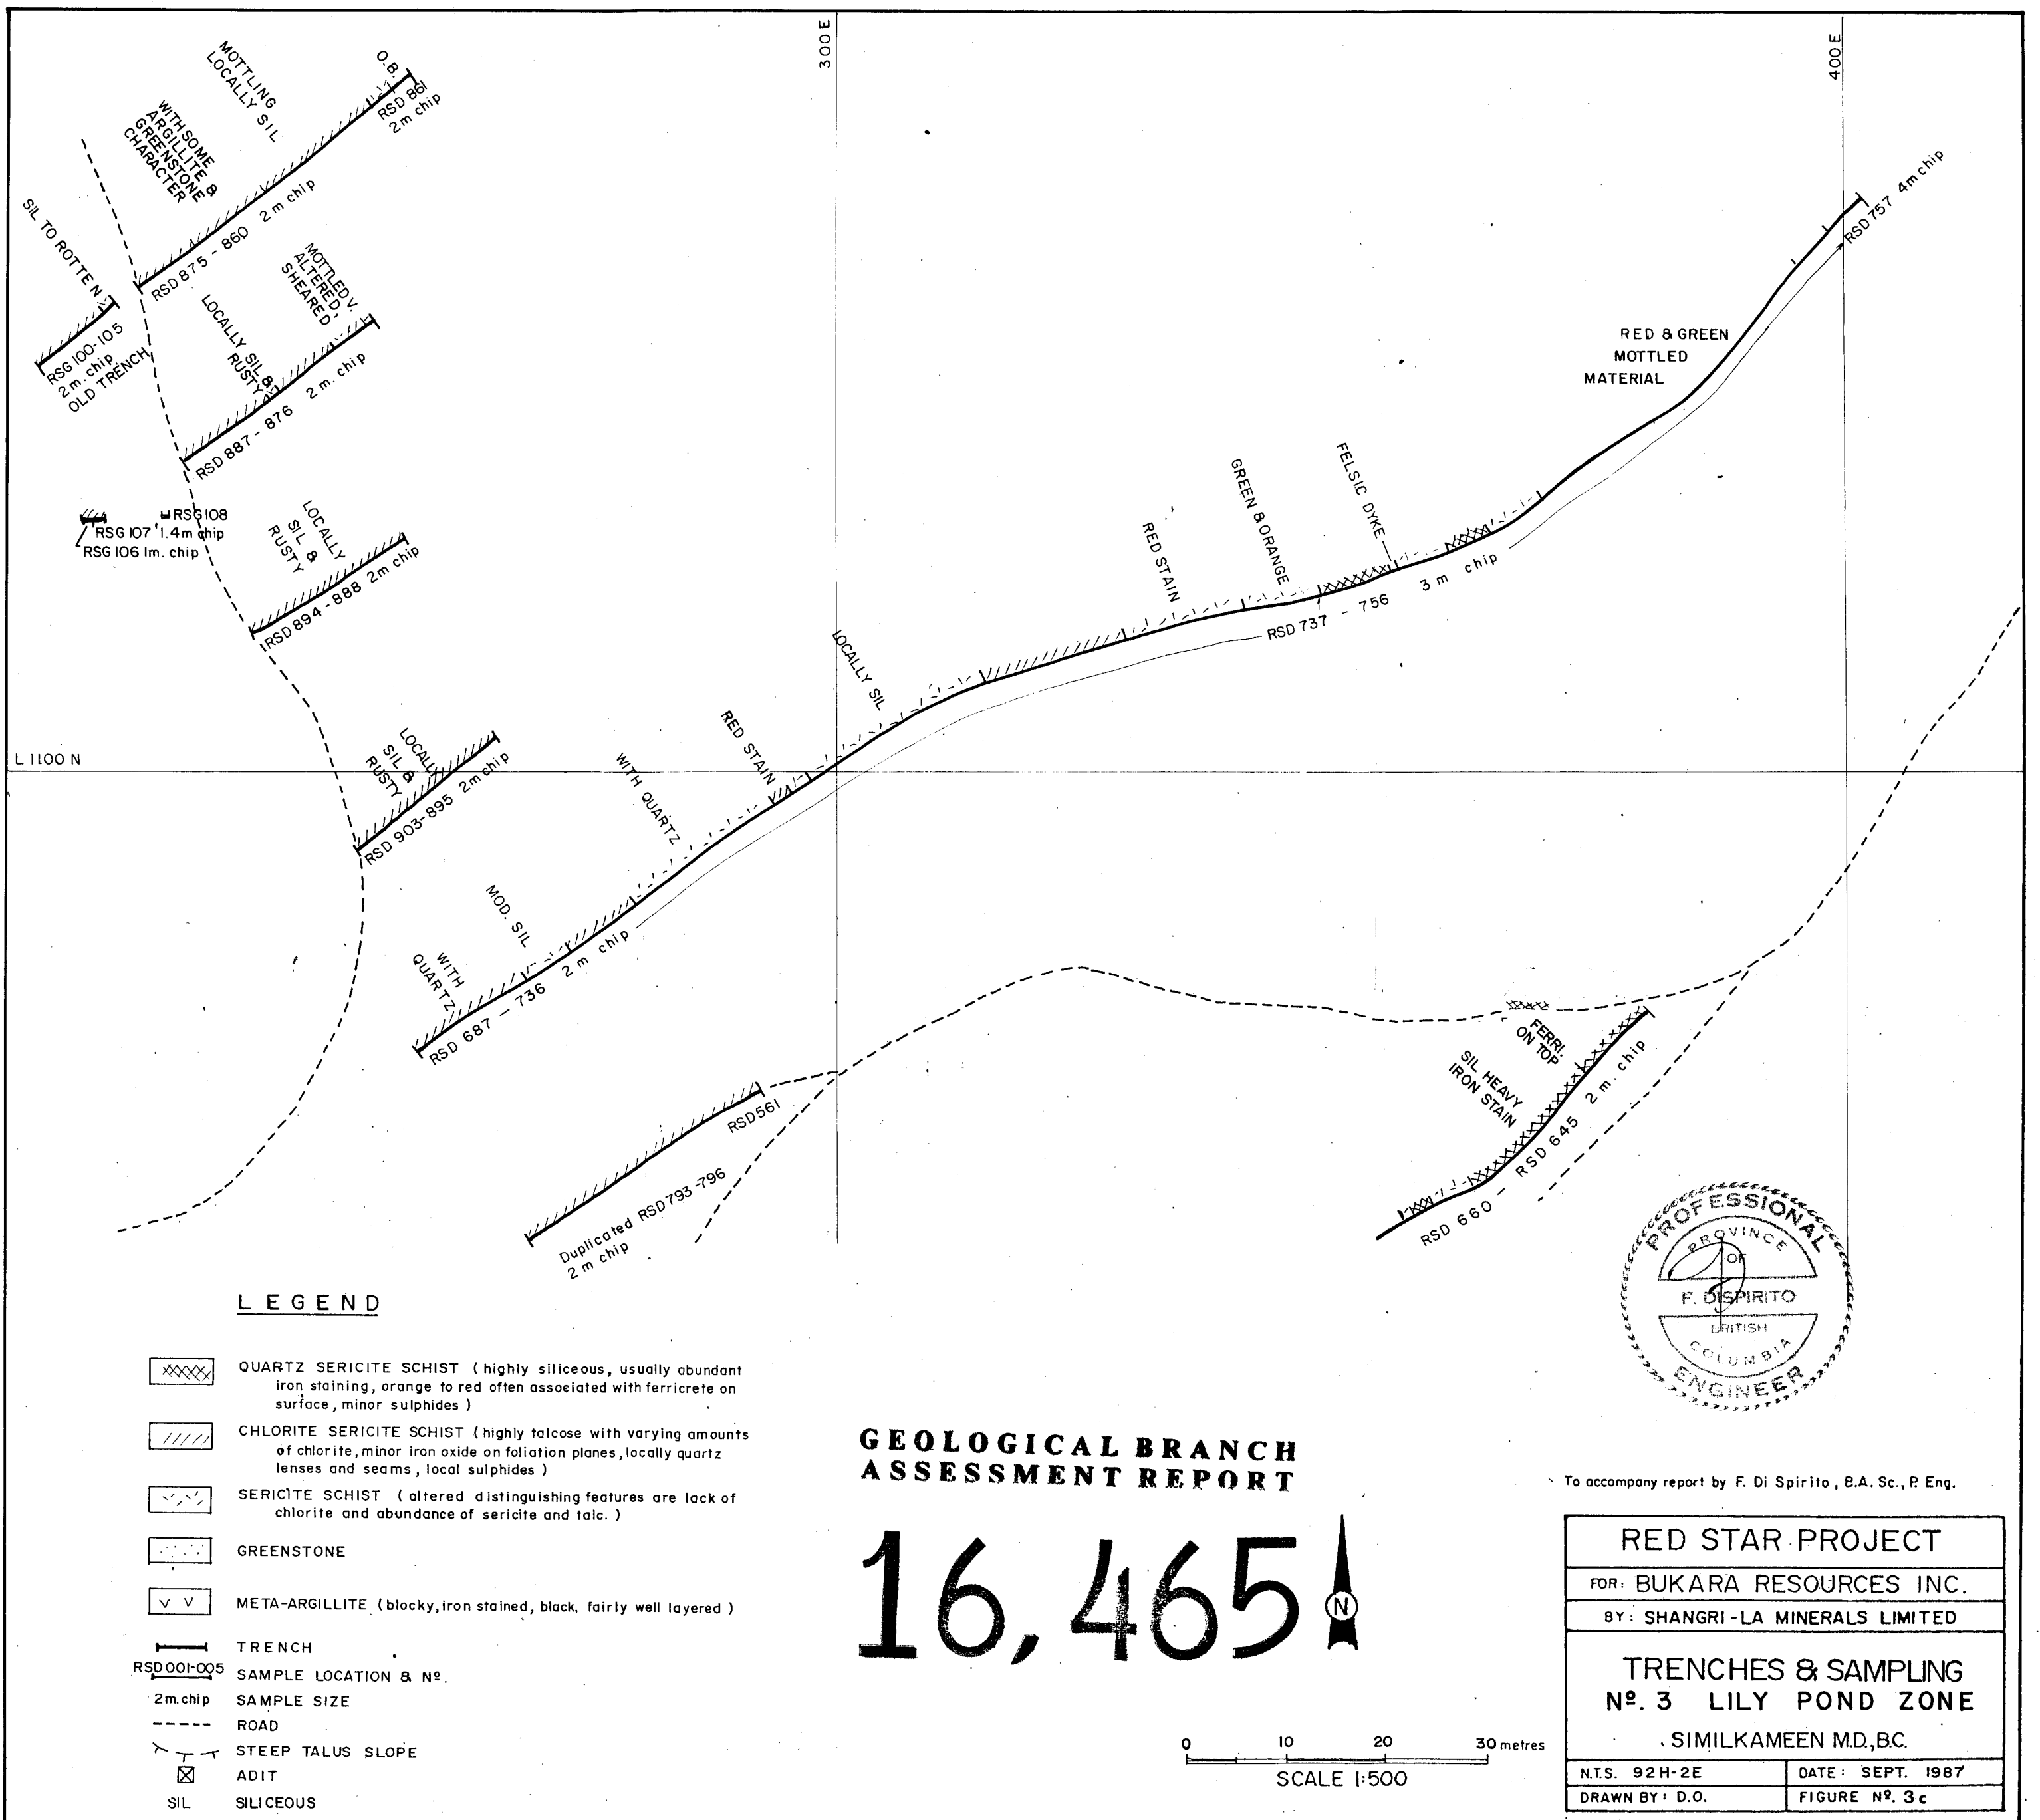 300 E
400 E
MOTTLING
LOCALLY SIL
O.B.
RSD 861
2m chip
WITH SOME
ARGILLITE &
GREENSTONE
CHARACTER
2 m chip
RSD 875 - 860
SIL TO ROTTEN
RSG 100-105
2 m. chip
OLD TRENCH
MOTTLED V.
ALTERED,
SHEARED
LOCALLY SIL &
RUSTY
RSD 887 - 876 2 m. chip
RSG 108
RSG 107 1.4m chip
RSG 106 1m. chip
LOCALLY
SIL &
RUSTY
RSD 894 - 888 2m chip
RSD 757 4m chip
RED & GREEN
MOTTLED
MATERIAL
FELSIC DYKE
GREEN & ORANGE
RED STAIN
RSD 737 - 756 3 m chip
LOCALLY SIL
RED STAIN
WITH QUARTZ
L 1100 N
LOCALLY
SIL &
RUSTY
RSD 903-895 2m chip
MOD. SIL
WITH
QUARTZ
RSD 687 - 736 2 m chip
RSD 561
Duplicated RSD 793-796
2 m chip
FERRI.
ON TOP
SIL HEAVY
IRON STAIN
RSD 660 - RSD 645 2 m. chip
PROFESSIONAL
PROVINCE
OF
F. DISPIRITO
BRITISH
COLUMBIA
ENGINEER
LEGEND
QUARTZ SERICITE SCHIST (highly siliceous, usually abundant
iron staining, orange to red often associated with ferricrete on
surface, minor sulphides)
CHLORITE SERICITE SCHIST (highly talcose with varying amounts
of chlorite, minor iron oxide on foliation planes, locally quartz
lenses and seams, local sulphides)
SERICITE SCHIST (altered distinguishing features are lack of
chlorite and abundance of sericite and talc.)
GREENSTONE
V V META-ARGILLITE (blocky, iron stained, black, fairly well layered)
TRENCH
RSD 001-005 SAMPLE LOCATION & Nº.
2m.chip SAMPLE SIZE
ROAD
STEEP TALUS SLOPE
ADIT
SIL SILICEOUS
GEOLOGICAL BRANCH
ASSESSMENT REPORT
16,465
N
0 10 20 30 metres
SCALE 1:500
To accompany report by F. Di Spirito, B.A. Sc., P. Eng.
RED STAR PROJECT
FOR: BUKARA RESOURCES INC.
BY: SHANGRI-LA MINERALS LIMITED
TRENCHES & SAMPLING
Nº. 3 LILY POND ZONE
SIMILKAMEEN M.D., B.C.
N.T.S. 92H-2E
DATE: SEPT. 1987
DRAWN BY: D.O.
FIGURE Nº. 3c